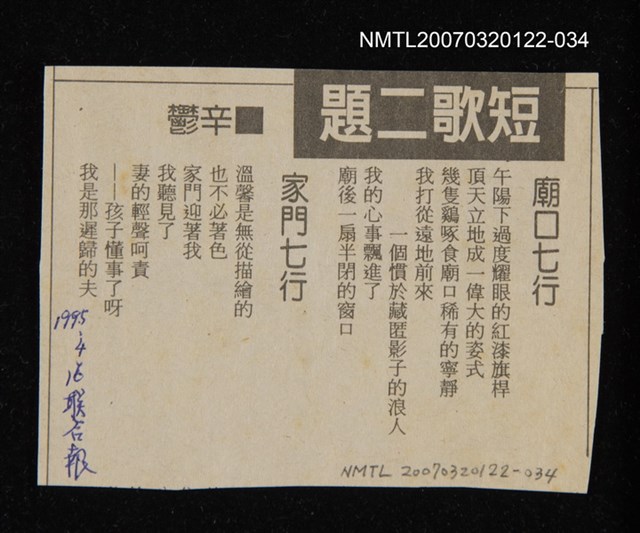 NMTL20070320122-034
短歌二題
■辛鬱
廟口七行
午陽下過度耀眼的紅漆旗桿
頂天立地成一偉大的姿式
幾隻鷄啄食廟口稀有的寧靜
我打從遠地前來
一個慣於藏匿影子的浪人
我的心事飄進了
廟後一扇半閉的窗口
家門七行
溫馨是無從描繪的
也不必著色
家門迎著我
我聽見了
妻的輕聲呵責
——孩子懂事了呀
我是那遲歸的夫
1995.4.16聯合報
NMTL 20070320122-034